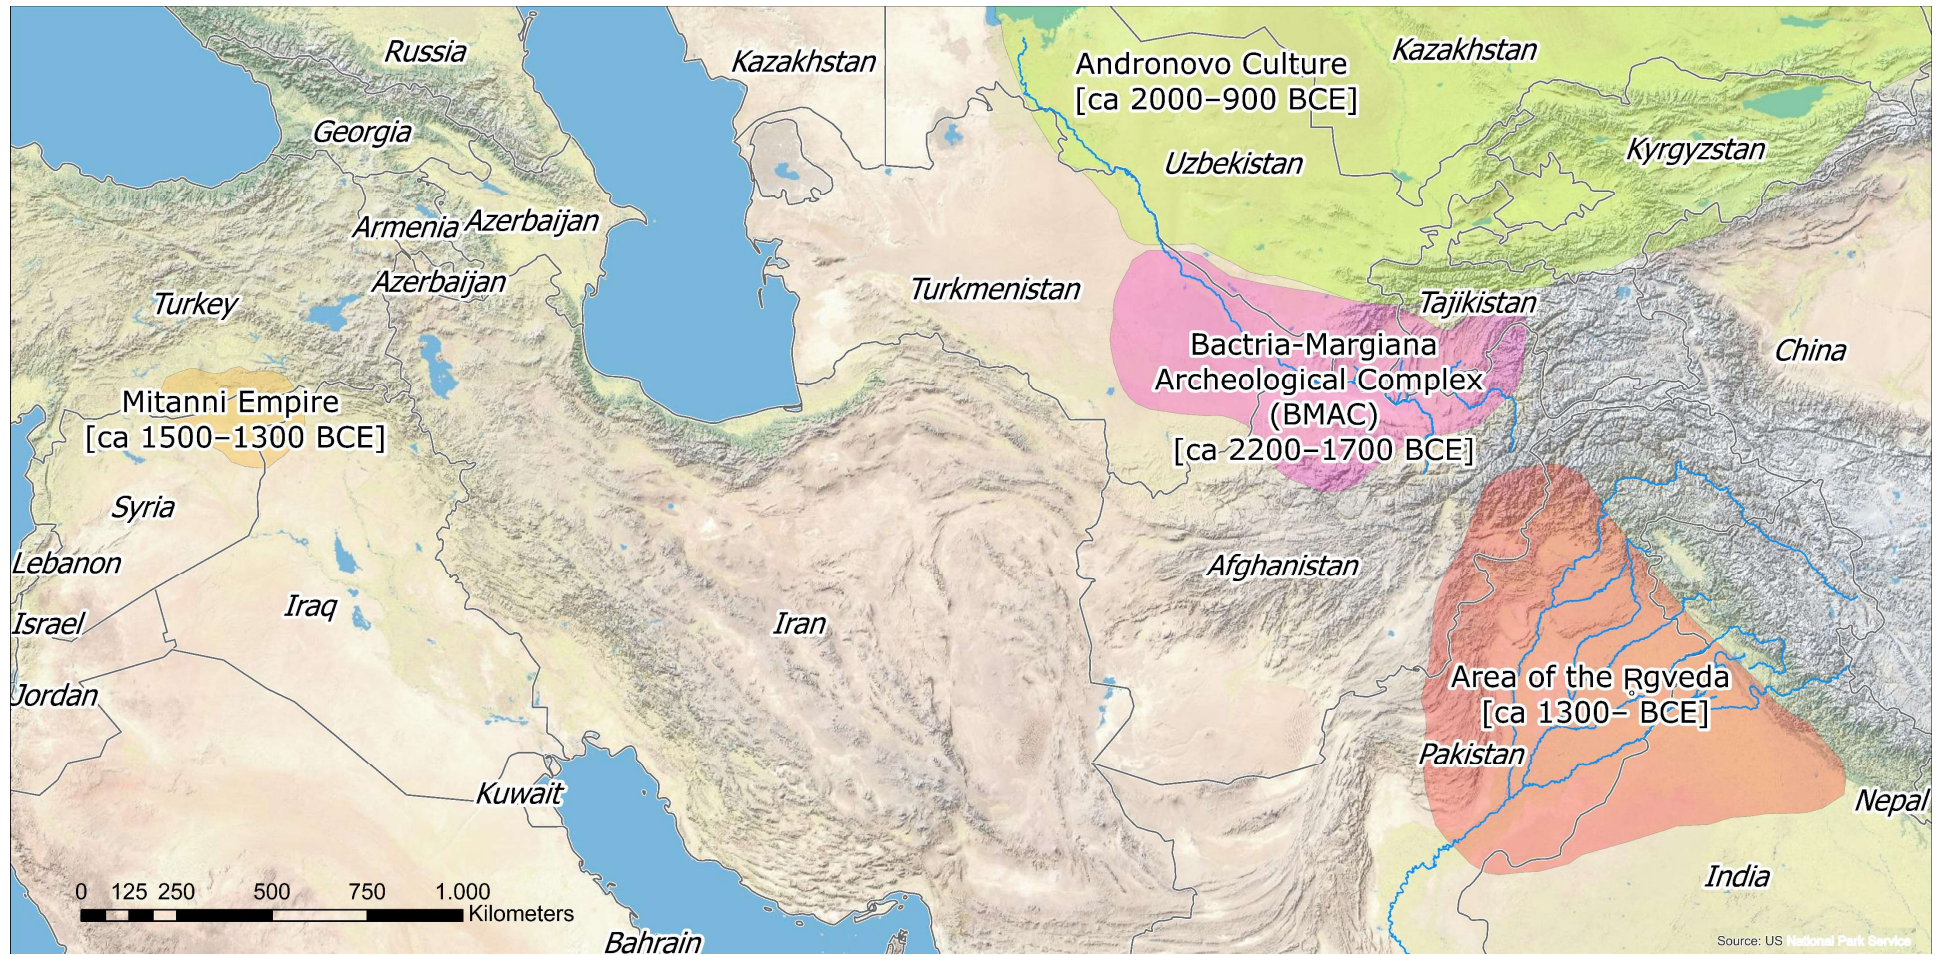 Russia
Kazakhstan
Andronovo Culture
[ca 2000–900 BCE]
Kazakhstan
Georgia
Uzbekistan
Kyrgyzstan
Armenia
Azerbaijan
Azerbaijan
Turkey
Turkmenistan
Tajikistan
China
Bactria-Margiana
Archeological Complex
(BMAC)
[ca 2200–1700 BCE]
Mitanni Empire
[ca 1500–1300 BCE]
Syria
Lebanon
Afghanistan
Israel
Iraq
Iran
Jordan
Area of the R̥gveda
[ca 1300– BCE]
Pakistan
Kuwait
Nepal
India
0 125 250 500 750 1.000
Kilometers
Bahrain
Source: US National Park Service